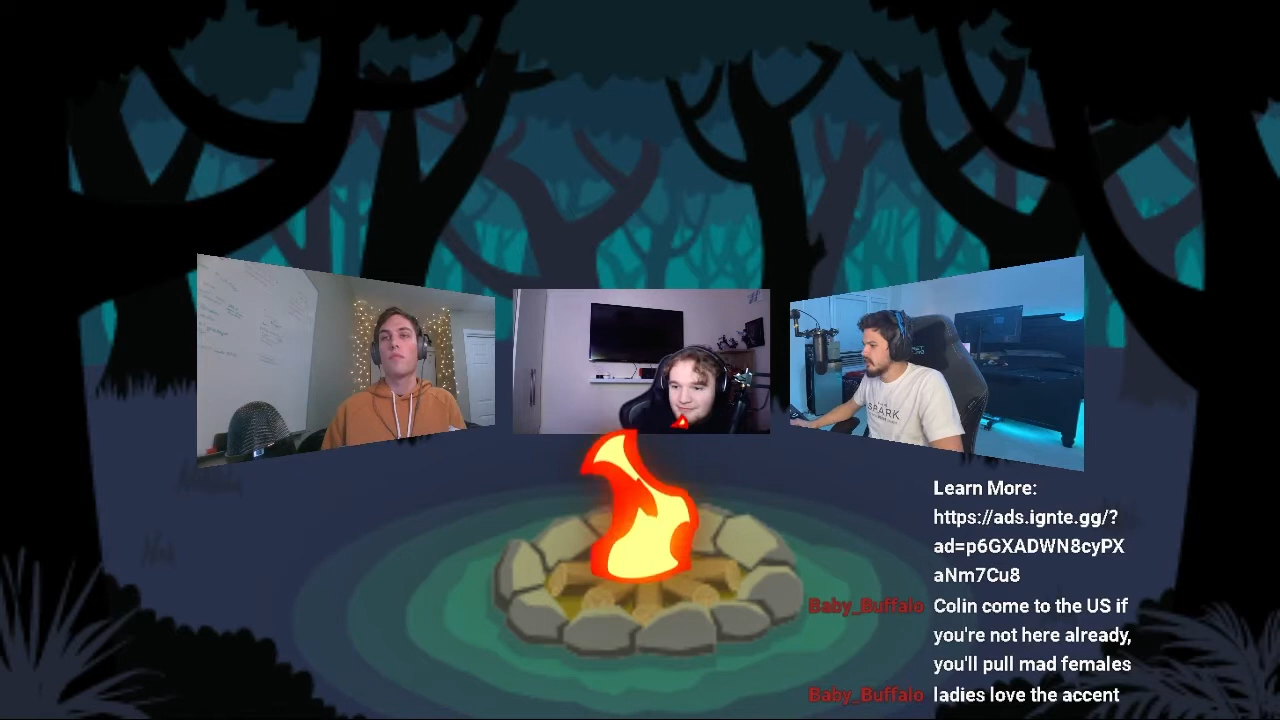 SPARK
Learn More:
https://ads.ignte.gg/?
ad=p6GXADWN8cyPX
aNm7Cu8
Baby_Buffalo Colin come to the US if
you're not here already,
you'll pull mad females
Baby_Buffalo ladies love the accent